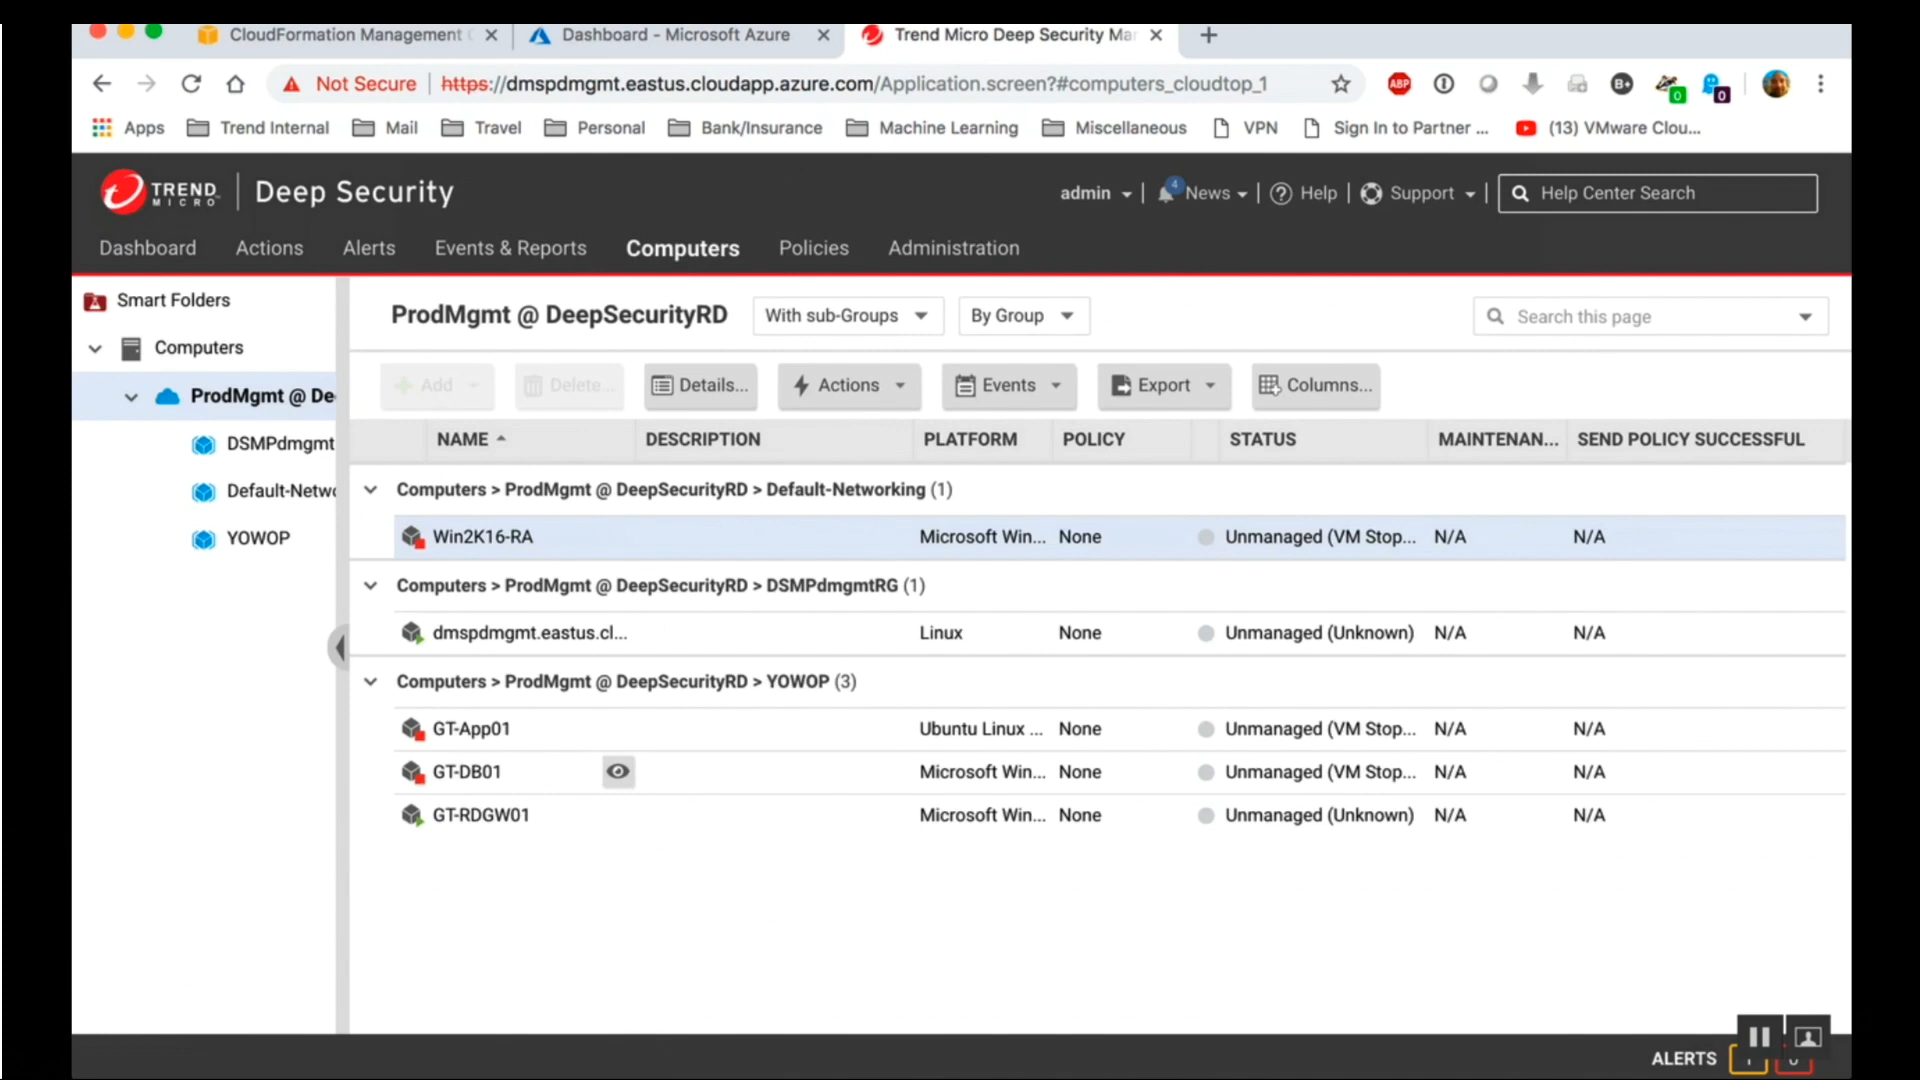 CloudFormation Management C
Dashboard - Microsoft Azure
Trend Micro Deep Security Mar
Not Secure
https://dmspdmgmt.eastus.cloudapp.azure.com/Application.screen?#computers_cloudtop_1
ABP
B+
0
0
Apps
Trend Internal
Mail
Travel
Personal
Bank/Insurance
Machine Learning
Miscellaneous
VPN
Sign In to Partner ...
(13) VMware Clou...
TREND MICRO
Deep Security
admin
4
News
Help
Support
Help Center Search
Dashboard
Actions
Alerts
Events & Reports
Computers
Policies
Administration
Smart Folders
Computers
ProdMgmt @ De
DSMPdmgmt
Default-Netwo
YOWOP
ProdMgmt @ DeepSecurityRD
With sub-Groups
By Group
Search this page
Add
Delete...
Details...
Actions
Events
Export
Columns...
NAME DESCRIPTION PLATFORM POLICY STATUS MAINTENAN... SEND POLICY SUCCESSFUL
Computers > ProdMgmt @ DeepSecurityRD > Default-Networking (1)
Win2K16-RA Microsoft Win... None Unmanaged (VM Stop... N/A N/A
Computers > ProdMgmt @ DeepSecurityRD > DSMPdmgmtRG (1)
dmspdmgmt.eastus.cl... Linux None Unmanaged (Unknown) N/A N/A
Computers > ProdMgmt @ DeepSecurityRD > YOWOP (3)
GT-App01 Ubuntu Linux ... None Unmanaged (VM Stop... N/A N/A
GT-DB01 Microsoft Win... None Unmanaged (VM Stop... N/A N/A
GT-RDGW01 Microsoft Win... None Unmanaged (Unknown) N/A N/A
ALERTS